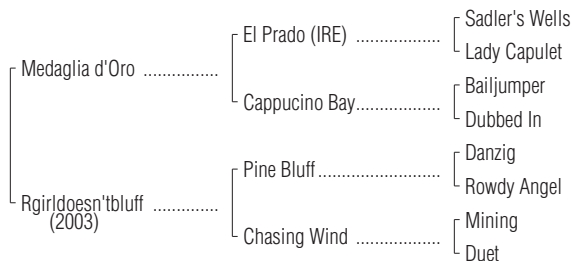 Sadler's Wells
El Prado (IRE) ...................
Lady Capulet
Medaglia d'Oro ...............
Bailjumper
Cappucino Bay...................
Dubbed In
Danzig
Pine Bluff...........................
Rowdy Angel
Rgirldoesn'tbluff ..............
(2003)
Mining
Chasing Wind ...................
Duet